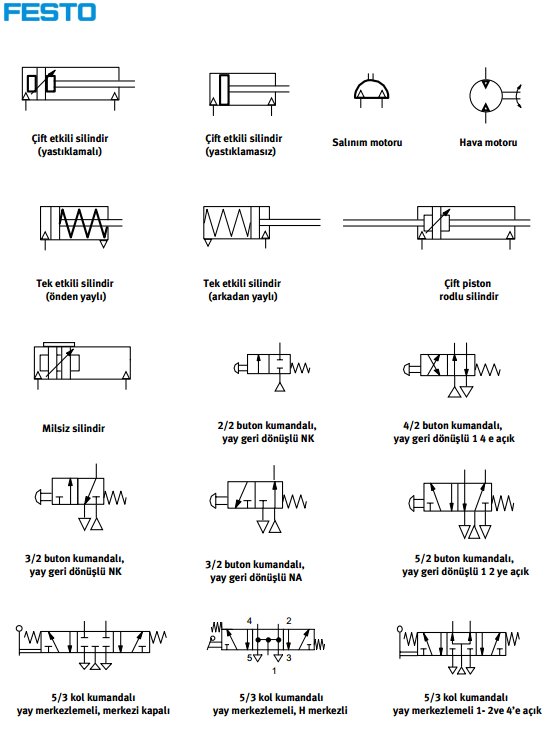 FESTO
Çift etkili silindir
(yastıklamalı)
Çift etkili silindir
(yastıklamasız)
Salınım motoru
Hava motoru
Tek etkili silindir
(önden yaylı)
Tek etkili silindir
(arkadan yaylı)
Çift piston
rodlu silindir
Milsiz silindir
2/2 buton kumandalı,
yay geri dönüşlü NK
4/2 buton kumandalı,
yay geri dönüşlü 1 4 e açık
3/2 buton kumandalı,
yay geri dönüşlü NK
3/2 buton kumandalı,
yay geri dönüşlü NA
5/2 buton kumandalı,
yay geri dönüşlü 1 2 ye açık
4 2
5 3
1
5/3 kol kumandalı
yay merkezlemeli, merkezi kapalı
5/3 kol kumandalı
yay merkezlemeli, H merkezli
5/3 kol kumandalı
yay merkezlemeli 1- 2ve 4'e açık